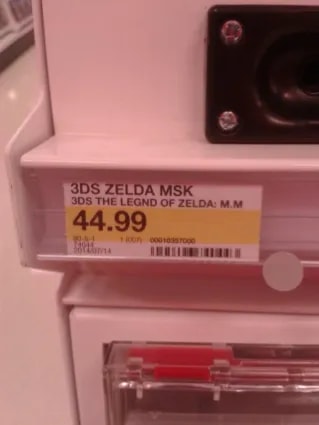 3DS ZELDA MSK
3DS THE LEGND OF ZELDA: M.M
44.99